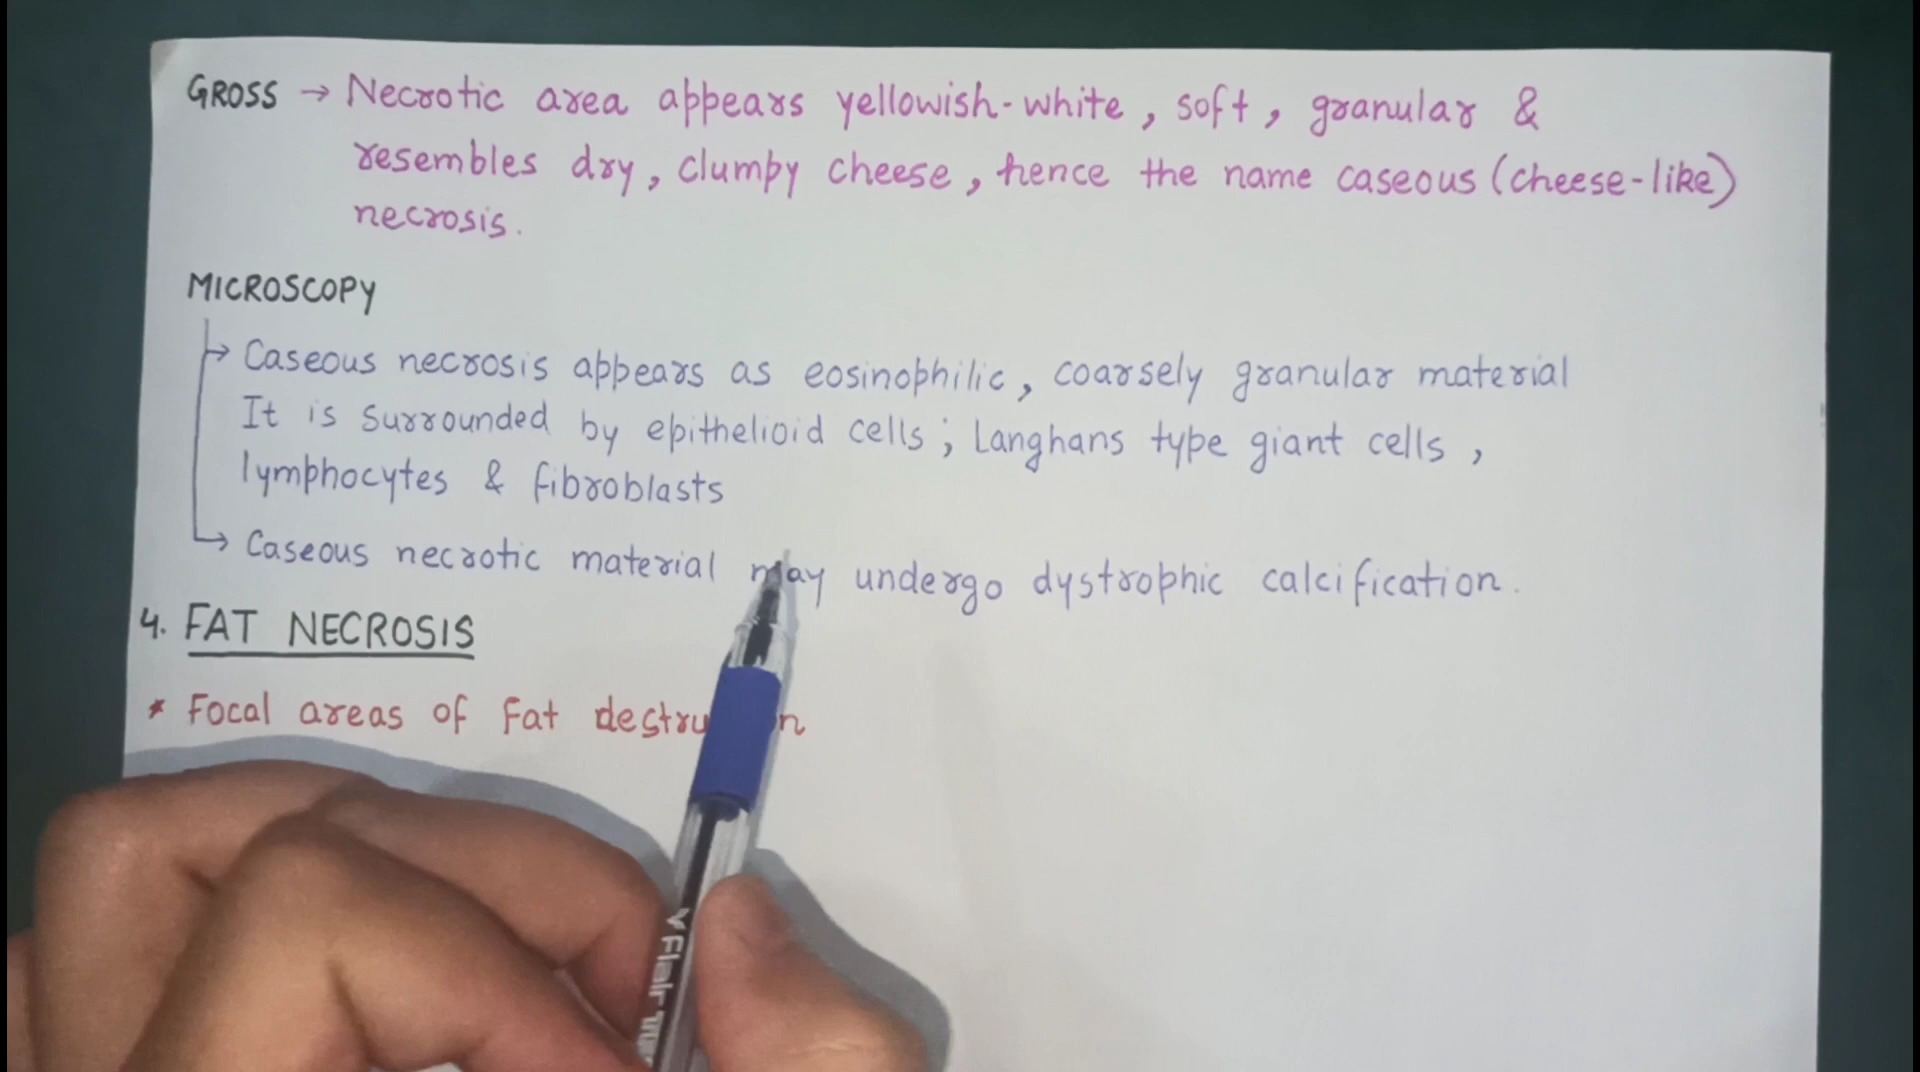 GROSS → Necrotic area appears yellowish-white, soft, granular &
resembles dry, clumpy cheese, hence the name caseous (cheese-like)
necrosis.
MICROSCOPY
→ Caseous necrosis appears as eosinophilic, coarsely granular material
It is surrounded by epithelioid cells; Langhans type giant cells,
lymphocytes & fibroblasts
→ Caseous necrotic material may undergo dystrophic calcification.
4. FAT NECROSIS
* Focal areas of Fat
Flair